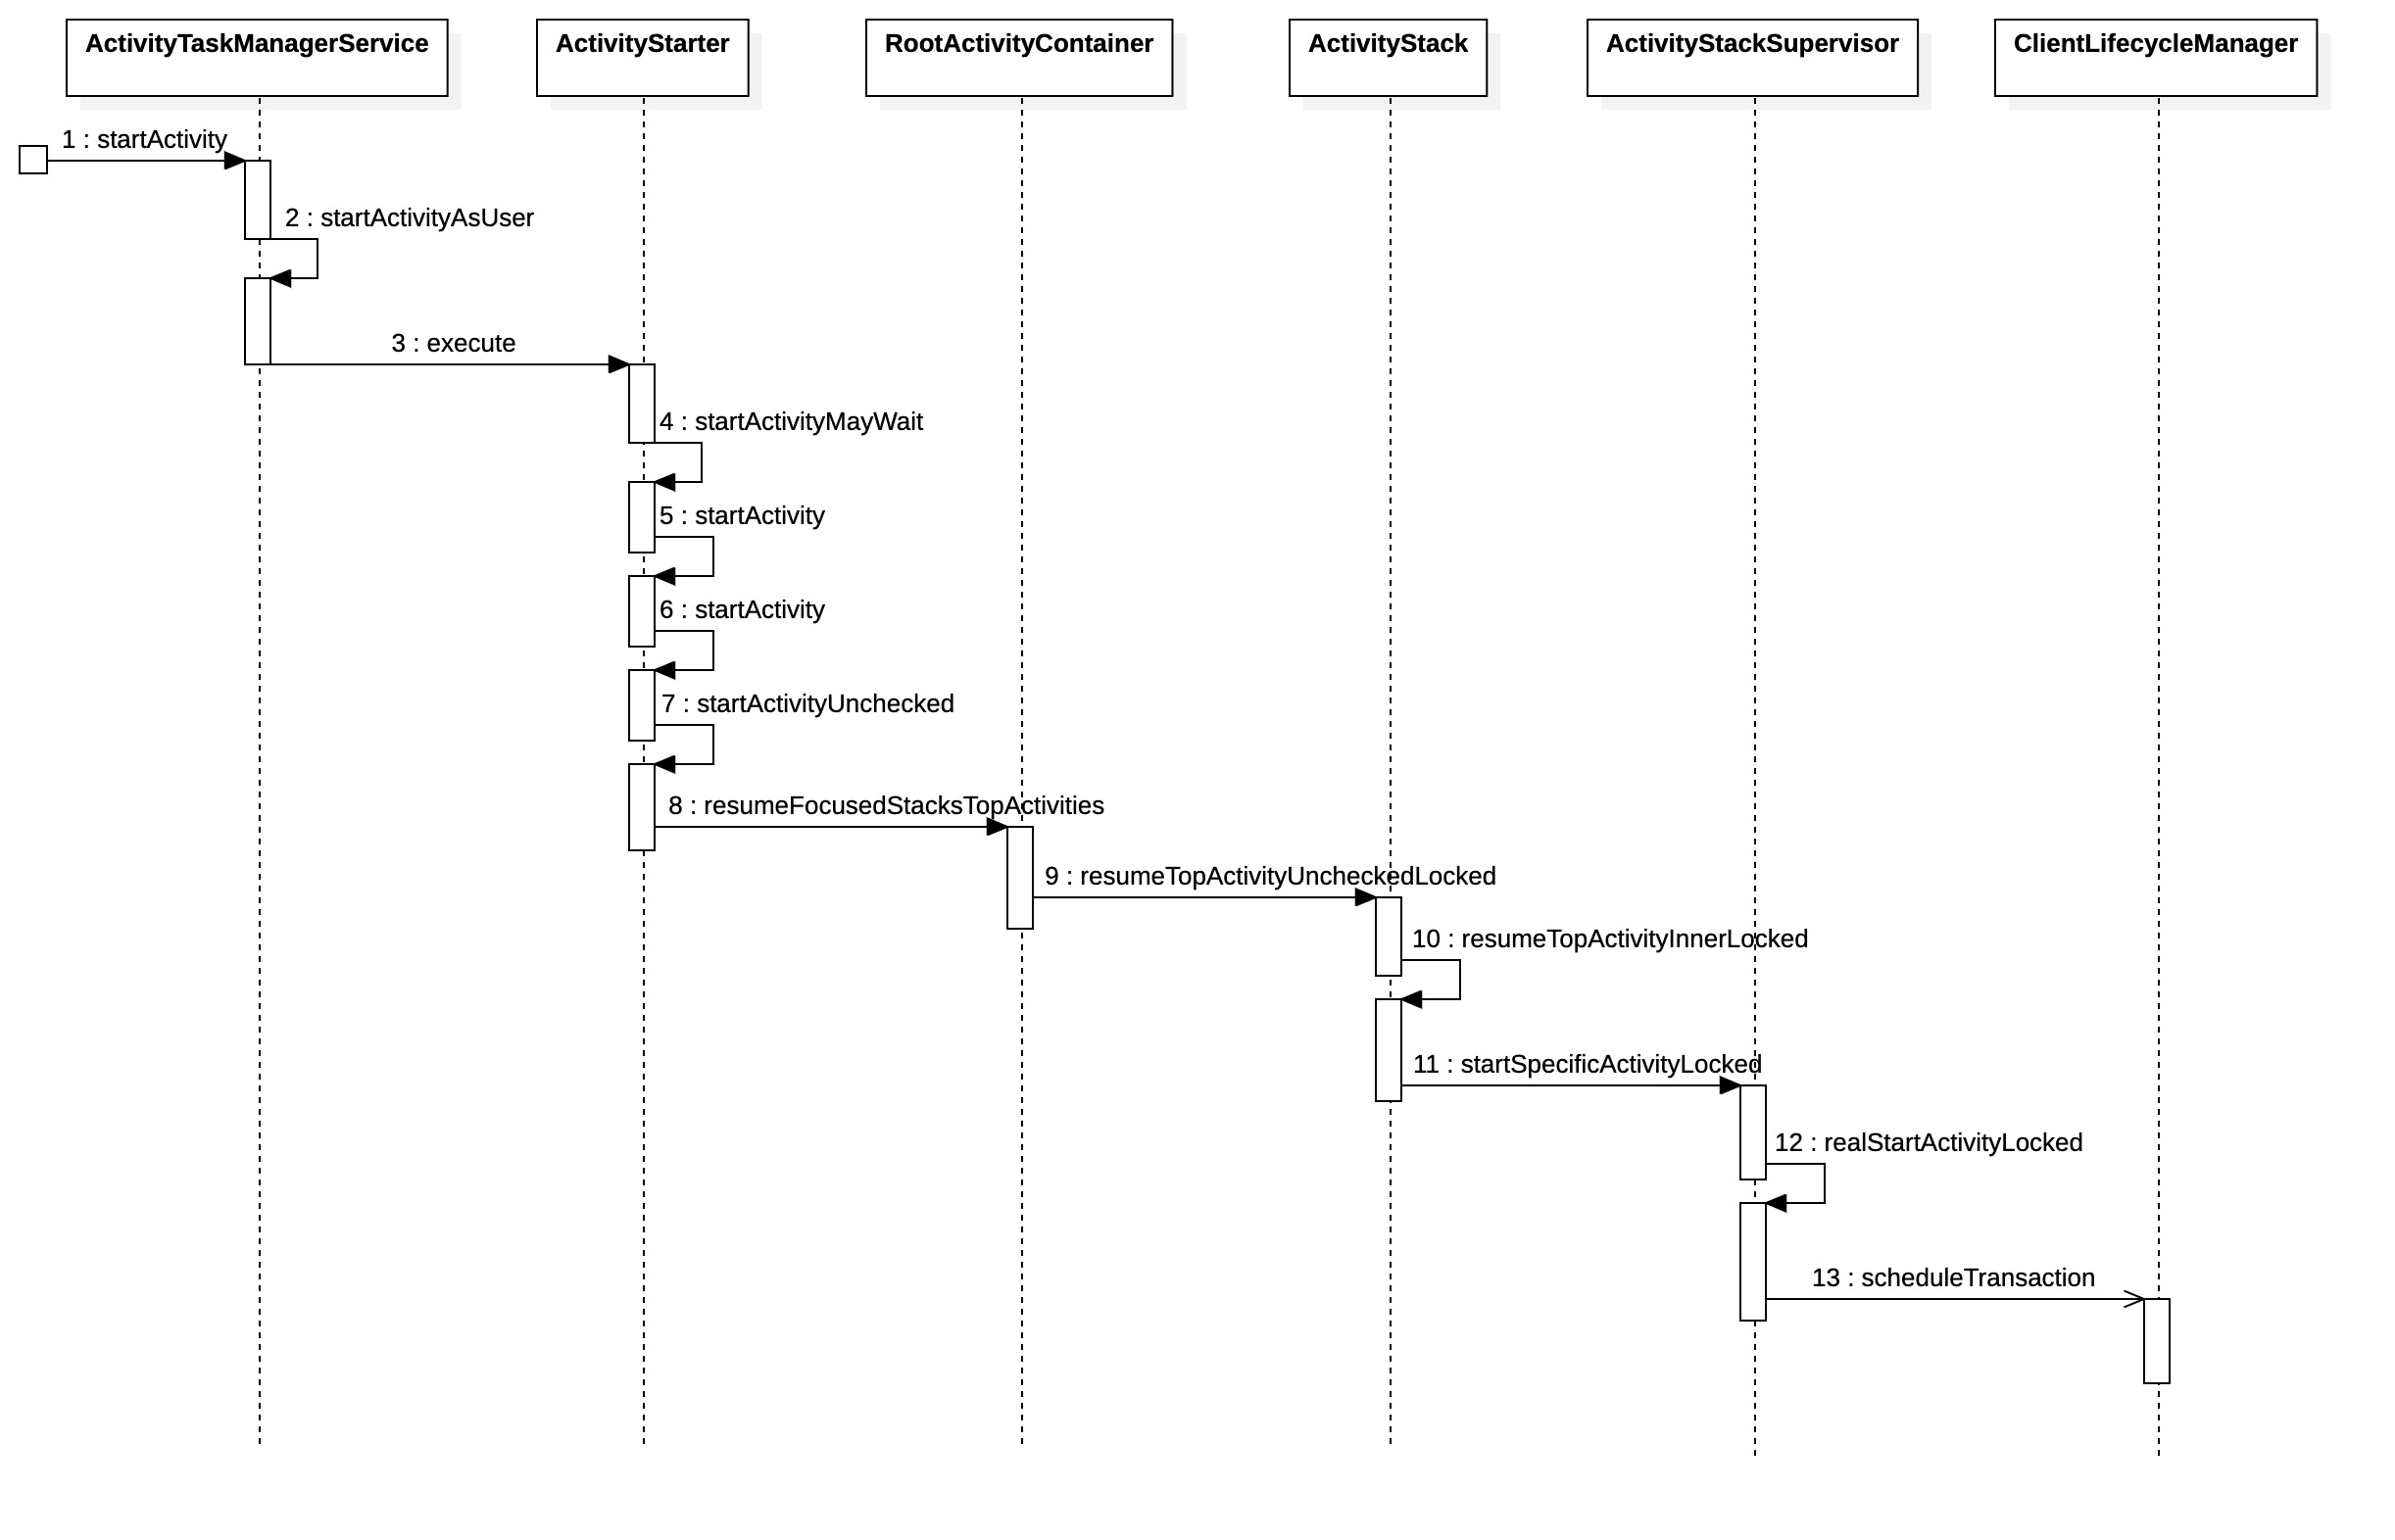 ActivityTaskManagerService
ActivityStarter
RootActivityContainer
ActivityStack
ActivityStackSupervisor
ClientLifecycleManager
1 : startActivity
2 : startActivityAsUser
3 : execute
4 : startActivityMayWait
5 : startActivity
6 : startActivity
7 : startActivityUnchecked
8 : resumeFocusedStacksTopActivities
9 : resumeTopActivityUncheckedLocked
10 : resumeTopActivityInnerLocked
11 : startSpecificActivityLocked
12 : realStartActivityLocked
13 : scheduleTransaction